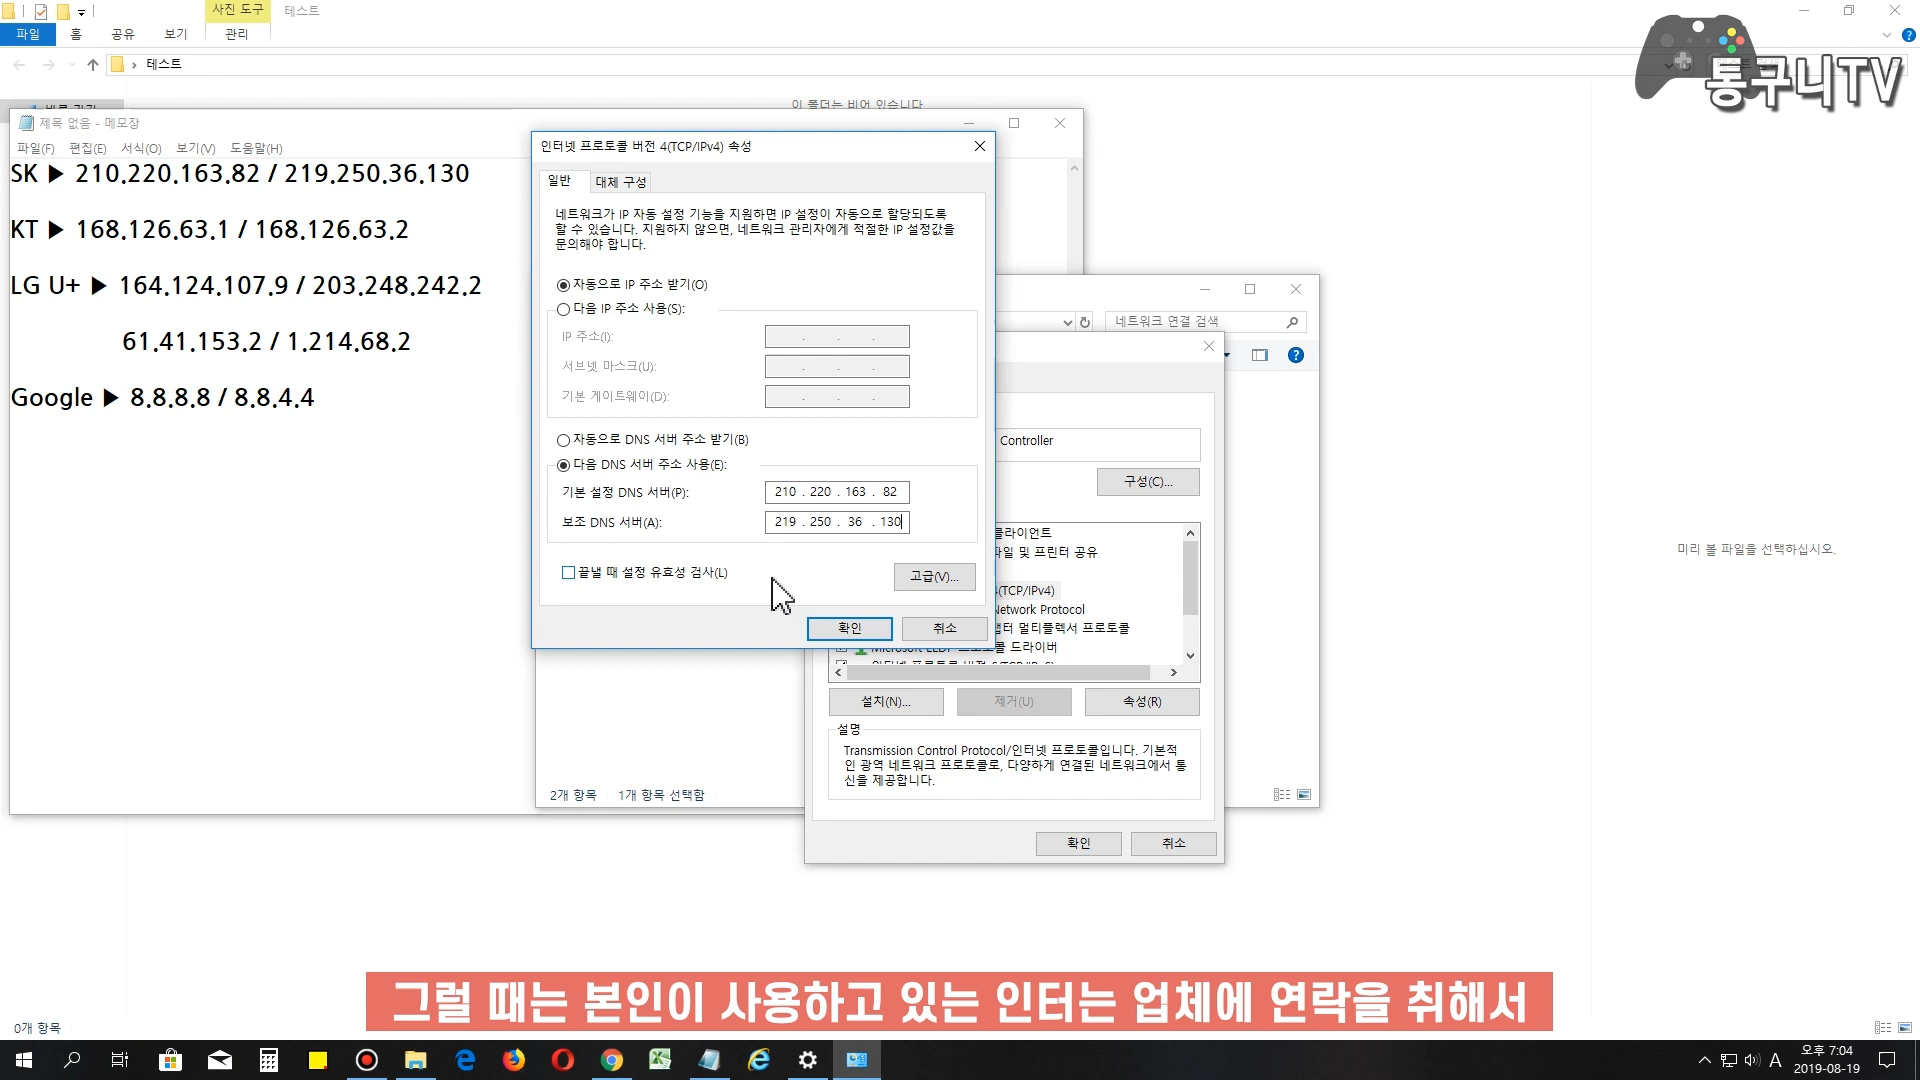 사진 도구
테스트
파일
홈
공유
보기
관리
테스트
통구니TV
이 폴더는 비어 있습니다
제목 없음 - 메모장
파일(F)
편집(E)
서식(O)
보기(V)
도움말(H)
SK ▶ 210.220.163.82 / 219.250.36.130
KT ▶ 168.126.63.1 / 168.126.63.2
LG U+ ▶ 164.124.107.9 / 203.248.242.2
61.41.153.2 / 1.214.68.2
Google ▶ 8.8.8.8 / 8.8.4.4
인터넷 프로토콜 버전 4(TCP/IPv4) 속성
일반
대체 구성
네트워크가 IP 자동 설정 기능을 지원하면 IP 설정이 자동으로 할당되도록
할 수 있습니다. 지원하지 않으면, 네트워크 관리자에게 적절한 IP 설정값을
문의해야 합니다.
자동으로 IP 주소 받기(O)
다음 IP 주소 사용(S):
IP 주소(I):
서브넷 마스크(U):
기본 게이트웨이(D):
자동으로 DNS 서버 주소 받기(B)
다음 DNS 서버 주소 사용(E):
기본 설정 DNS 서버(P):
210 . 220 . 163 . 82
보조 DNS 서버(A):
219 . 250 . 36 . 130
끝낼 때 설정 유효성 검사(L)
고급(V)...
확인
취소
네트워크 연결 검색
Controller
구성(C)...
클라이언트
파일 및 프린터 공유
4(TCP/IPv4)
Network Protocol
멀티플렉서 프로토콜
Microsoft LLDP 프로토콜 드라이버
설치(N)...
제거(U)
속성(R)
설명
Transmission Control Protocol/인터넷 프로토콜입니다. 기본적
인 광역 네트워크 프로토콜로, 다양하게 연결된 네트워크에서 통
신을 제공합니다.
2개 항목
1개 항목 선택함
확인
취소
미리 볼 파일을 선택하십시오.
그럴 때는 본인이 사용하고 있는 인터는 업체에 연락을 취해서
0개 항목
A
오후 7:04
2019-08-19